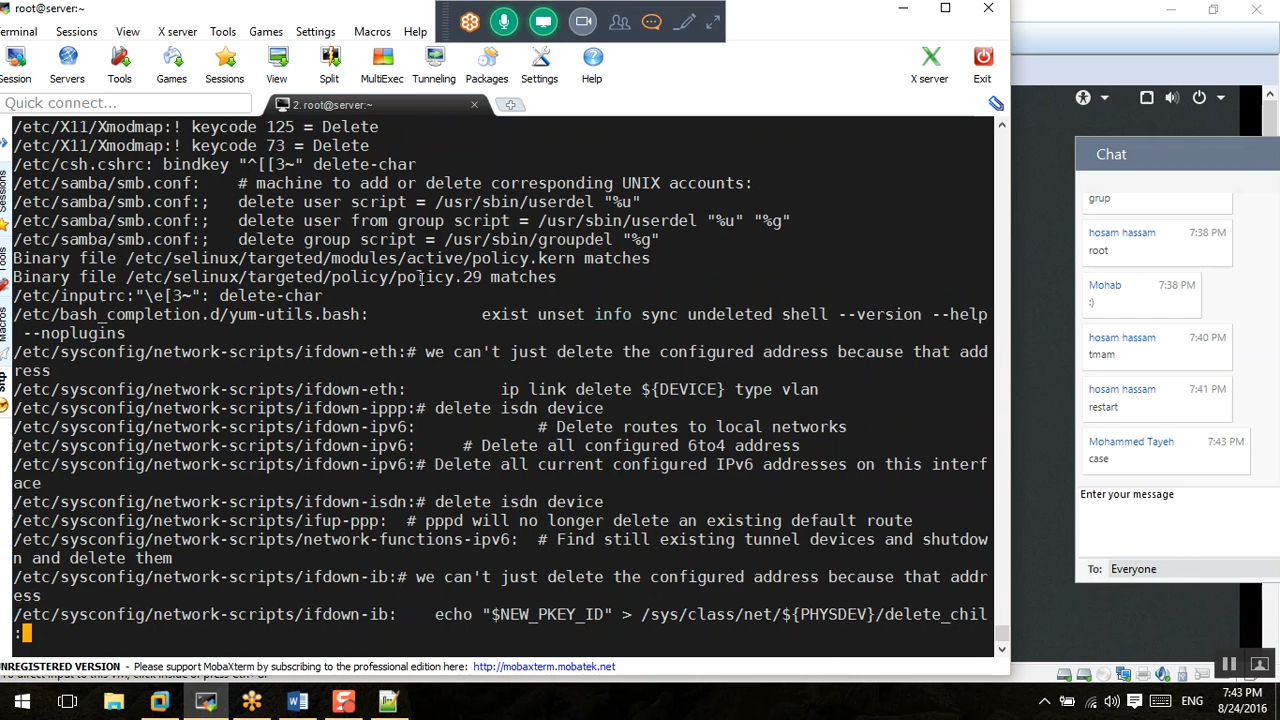 root@server:~
Terminal Sessions View X server Tools Games Settings Macros Help
Session Servers Tools Games Sessions View Split MultiExec Tunneling Packages Settings Help X server Exit
Quick connect...
2. root@server:~
/etc/X11/Xmodmap:! keycode 125 = Delete
/etc/X11/Xmodmap:! keycode 73 = Delete
/etc/csh.cshrc: bindkey "^[[3~" delete-char
/etc/samba/smb.conf: # machine to add or delete corresponding UNIX accounts:
/etc/samba/smb.conf:; delete user script = /usr/sbin/userdel "%u"
/etc/samba/smb.conf:; delete user from group script = /usr/sbin/userdel "%u" "%g"
/etc/samba/smb.conf:; delete group script = /usr/sbin/groupdel "%g"
Binary file /etc/selinux/targeted/modules/active/policy.kern matches
Binary file /etc/selinux/targeted/policy/policy.29 matches
/etc/inputrc:"\e[3~": delete-char
/etc/bash_completion.d/yum-utils.bash: exist unset info sync undeleted shell --version --help
--noplugins
/etc/sysconfig/network-scripts/ifdown-eth:# we can't just delete the configured address because that add
ress
/etc/sysconfig/network-scripts/ifdown-eth: ip link delete ${DEVICE} type vlan
/etc/sysconfig/network-scripts/ifdown-ippp:# delete isdn device
/etc/sysconfig/network-scripts/ifdown-ipv6: # Delete routes to local networks
/etc/sysconfig/network-scripts/ifdown-ipv6: # Delete all configured 6to4 address
/etc/sysconfig/network-scripts/ifdown-ipv6:# Delete all current configured IPv6 addresses on this interf
ace
/etc/sysconfig/network-scripts/ifdown-isdn:# delete isdn device
/etc/sysconfig/network-scripts/ifup-ppp: # pppd will no longer delete an existing default route
/etc/sysconfig/network-scripts/network-functions-ipv6: # Find still existing tunnel devices and shutdow
n and delete them
/etc/sysconfig/network-scripts/ifdown-ib:# we can't just delete the configured address because that addr
ess
/etc/sysconfig/network-scripts/ifdown-ib: echo "$NEW_PKEY_ID" > /sys/class/net/${PHYSDEV}/delete_chil
:
Sessions
Tools
Macros
Sftp
UNREGISTERED VERSION - Please support MobaXterm by subscribing to the professional edition here: http://mobaxterm.mobatek.net
Chat
grup
hosam hassam 7:38 PM
root
Mohab 7:38 PM
:)
hosam hassam 7:40 PM
tmam
hosam hassam 7:41 PM
restart
Mohammed Tayeh 7:43 PM
case
Enter your message
To: Everyone
ENG
7:43 PM
8/24/2016